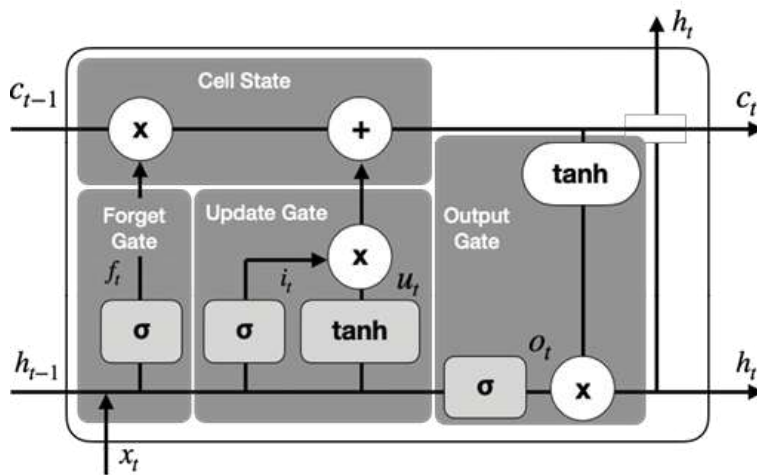 h_t
Cell State
c_{t-1}
x
+
c_t
tanh
Forget
Gate
Update Gate
Output
Gate
x
f_t
i_t
u_t
σ
σ
tanh
h_{t-1}
σ
o_t
x
h_t
x_t